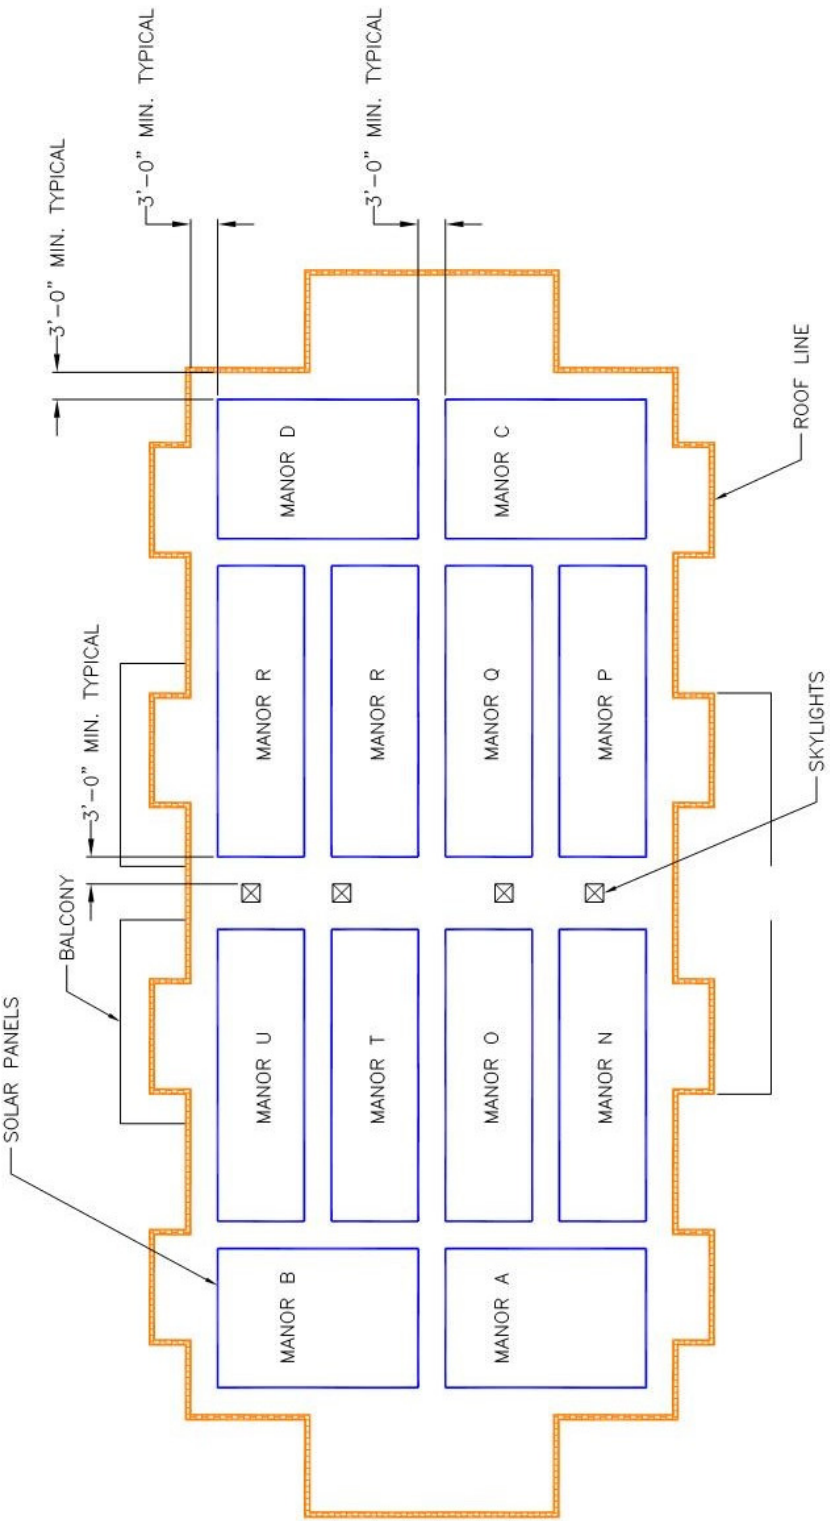 SOLAR PANELS
BALCONY
3'-0" MIN. TYPICAL
3'-0" MIN. TYPICAL
3'-0" MIN. TYPICAL
3'-0" MIN. TYPICAL
MANOR B
MANOR U
MANOR R
MANOR D
MANOR T
MANOR R
MANOR A
MANOR O
MANOR Q
MANOR C
MANOR N
MANOR P
SKYLIGHTS
ROOF LINE